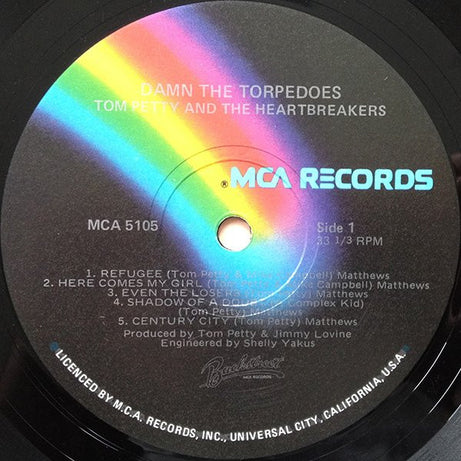 DAMN THE TORPEDOES
TOM PETTY AND THE HEARTBREAKERS
® MCA RECORDS
MCA 5105
Side 1
33 1/3 RPM
1. REFUGEE (Tom Petty & Campbell) Matthews
2. HERE COMES MY GIRL (Tom Petty & Mike Campbell) Matthews
3. EVEN THE LOSERS (Tom Petty) Matthews
4. SHADOW OF A DOUBT (A Complex Kid)
(Tom Petty) Matthews
5. CENTURY CITY (Tom Petty) Matthews
Produced by Tom Petty & Jimmy Lovine
Engineered by Shelly Yakus
Backstreet
MCA RECORDS
LICENCED BY M.C.A. RECORDS, INC., UNIVERSAL CITY, CALIFORNIA, U.S.A.